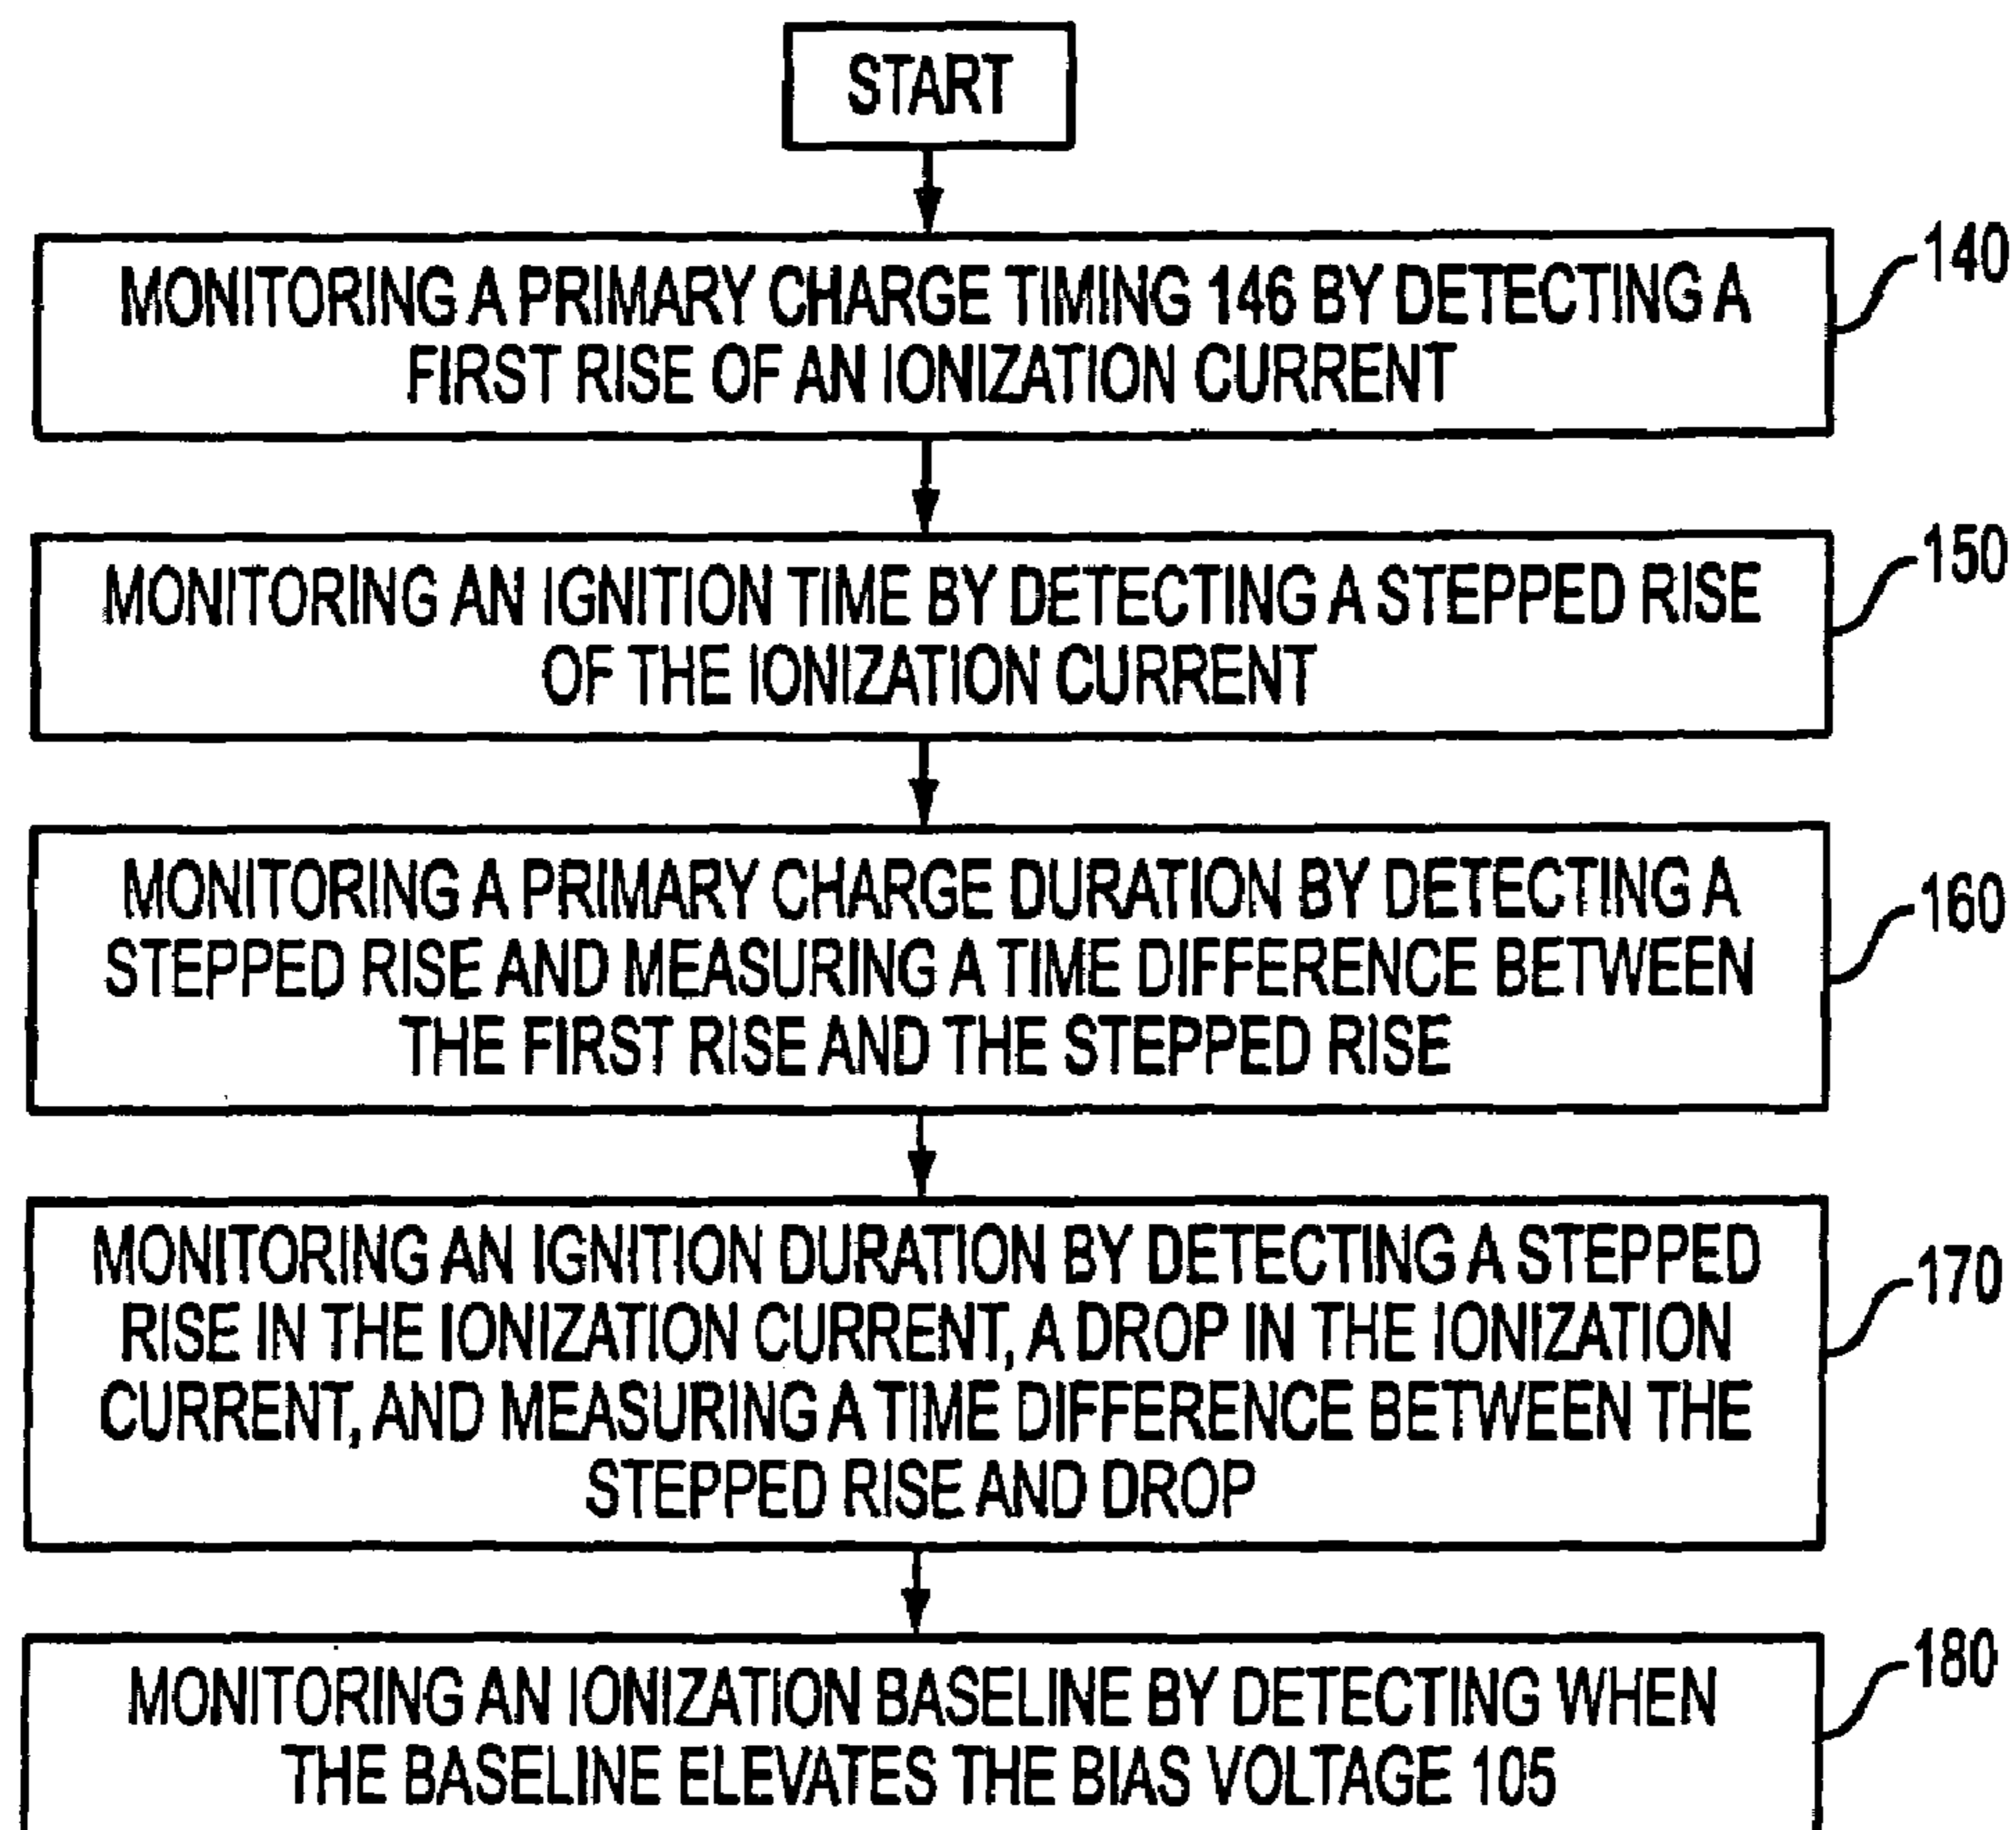 START
MONITORING A PRIMARY CHARGE TIMING 146 BY DETECTING A
FIRST RISE OF AN IONIZATION CURRENT
140
MONITORING AN IGNITION TIME BY DETECTING A STEPPED RISE
OF THE IONIZATION CURRENT
150
MONITORING A PRIMARY CHARGE DURATION BY DETECTING A
STEPPED RISE AND MEASURING A TIME DIFFERENCE BETWEEN
THE FIRST RISE AND THE STEPPED RISE
160
MONITORING AN IGNITION DURATION BY DETECTING A STEPPED
RISE IN THE IONIZATION CURRENT, A DROP IN THE IONIZATION
CURRENT, AND MEASURING A TIME DIFFERENCE BETWEEN THE
STEPPED RISE AND DROP
170
MONITORING AN IONIZATION BASELINE BY DETECTING WHEN
THE BASELINE ELEVATES THE BIAS VOLTAGE 105
180